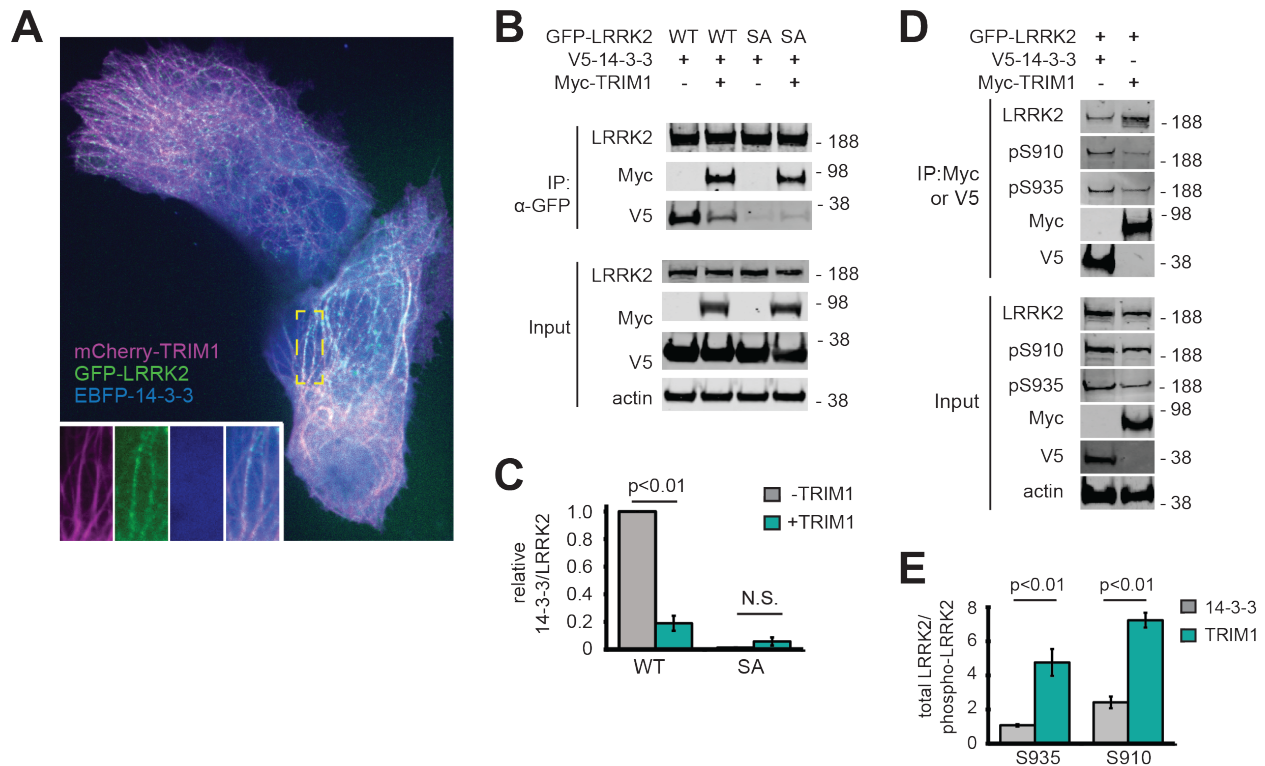 A
mCherry-TRIM1
GFP-LRRK2
EBFP-14-3-3
B
GFP-LRRK2 WT WT SA SA
V5-14-3-3 + + + +
Myc-TRIM1 - + - +
IP:
α-GFP
LRRK2 - 188
Myc - 98
V5 - 38
Input
LRRK2 - 188
Myc - 98
V5 - 38
actin - 38
C
p<0.01
-TRIM1
+TRIM1
relative
14-3-3/LRRK2
1.0
0.8
0.6
0.4
0.2
0
N.S.
WT SA
D
GFP-LRRK2 + +
V5-14-3-3 + -
Myc-TRIM1 - +
IP:Myc
or V5
LRRK2 - 188
pS910 - 188
pS935 - 188
Myc - 98
V5 - 38
Input
LRRK2 - 188
pS910 - 188
pS935 - 188
Myc - 98
V5 - 38
actin - 38
E
p<0.01 p<0.01
14-3-3
TRIM1
total LRRK2/
phospho-LRRK2
8
6
4
2
0
S935 S910